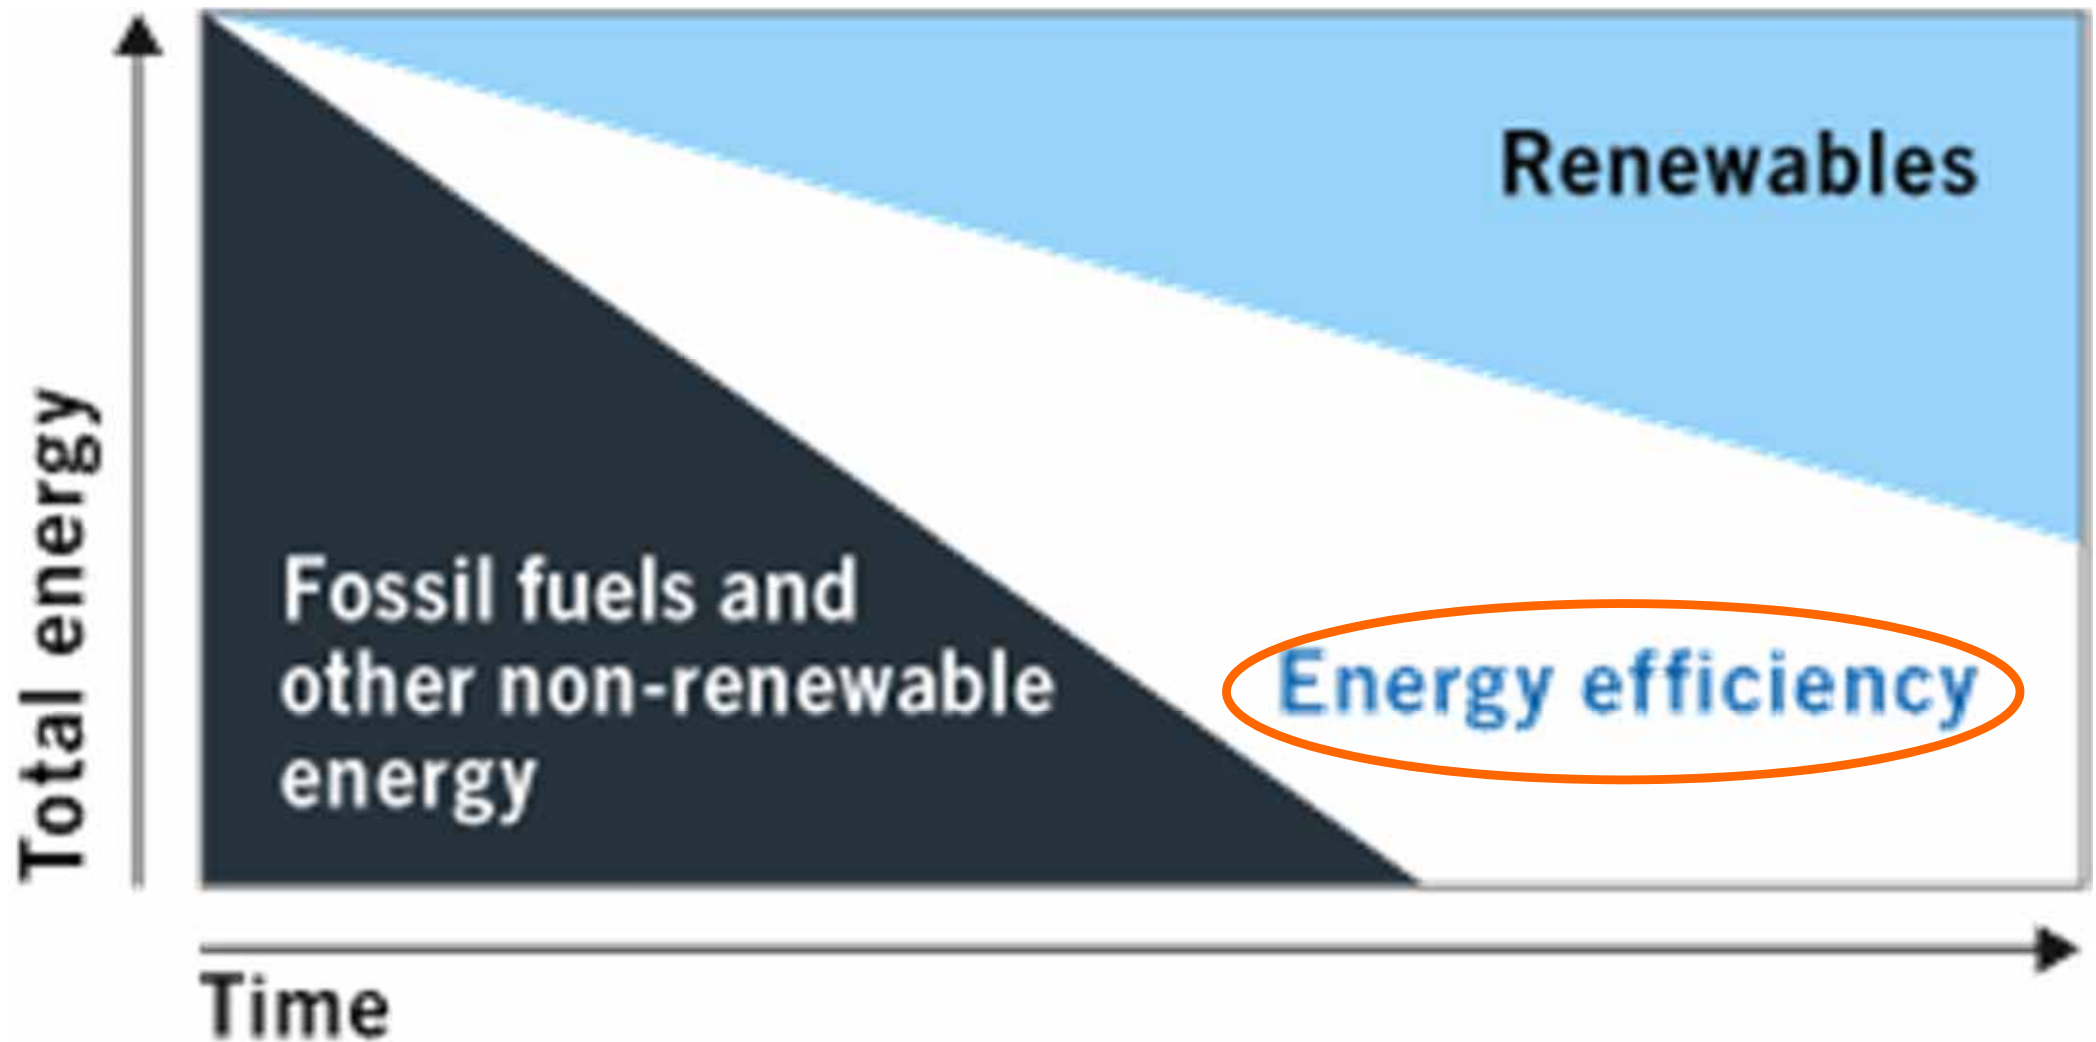 Total energy
Renewables
Fossil fuels and
other non-renewable
energy
Energy efficiency
Time